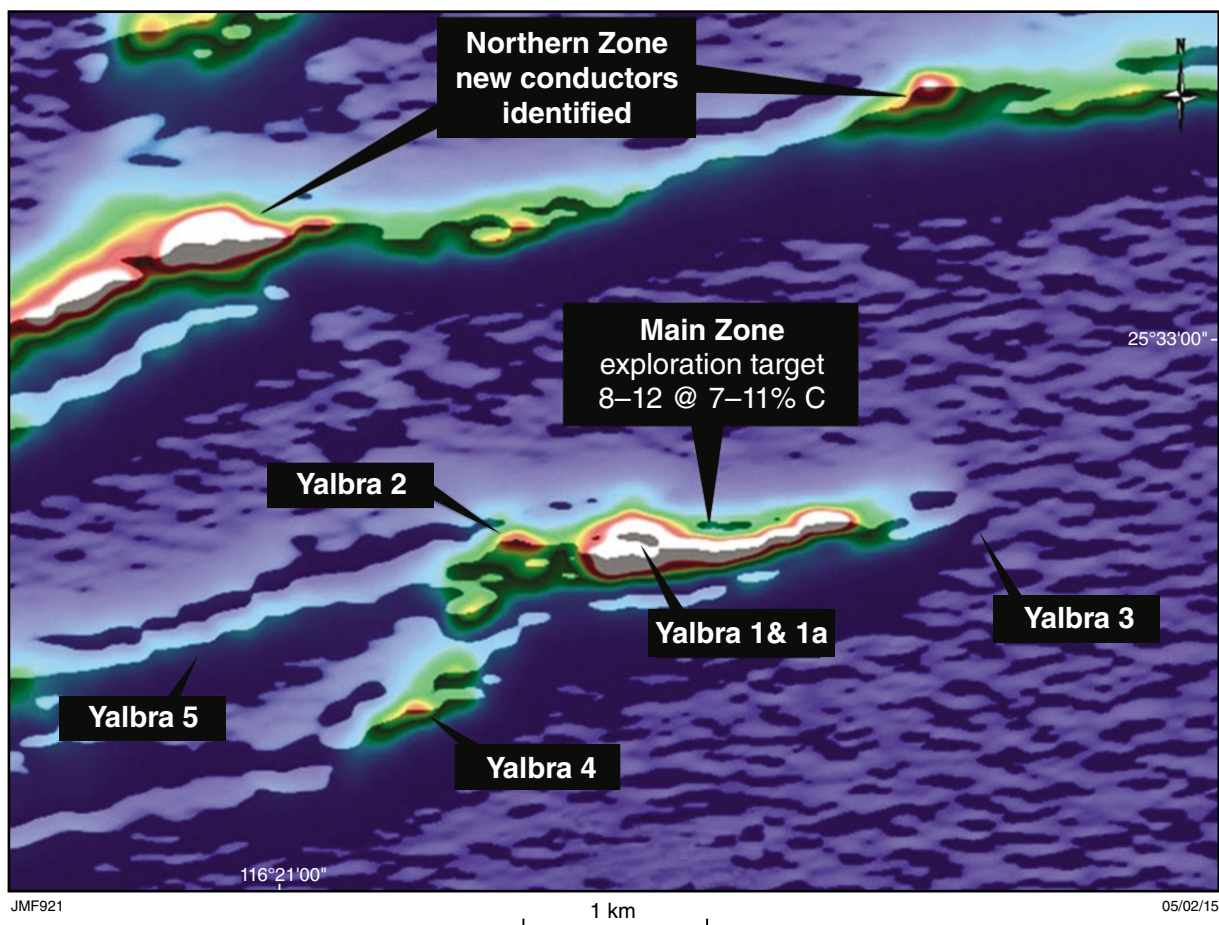 Northern Zone
new conductors
identified
N
25°33'00"
Main Zone
exploration target
8–12 @ 7–11% C
Yalbra 2
Yalbra 1& 1a
Yalbra 3
Yalbra 5
Yalbra 4
116°21'00"
JMF921
1 km
05/02/15